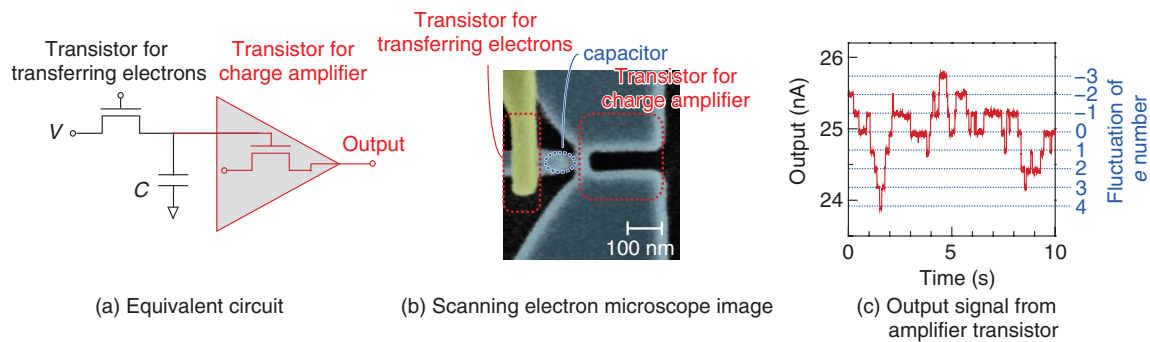 Transistor for
transferring electrons
Transistor for
charge amplifier
V
C
Output
(a) Equivalent circuit
Transistor for
transferring electrons
capacitor
Transistor for
charge amplifier
100 nm
(b) Scanning electron microscope image
26
25
24
Output (nA)
−3
−2
−1
0
1
2
3
4
Fluctuation of
e number
0
5
10
Time (s)
(c) Output signal from
amplifier transistor